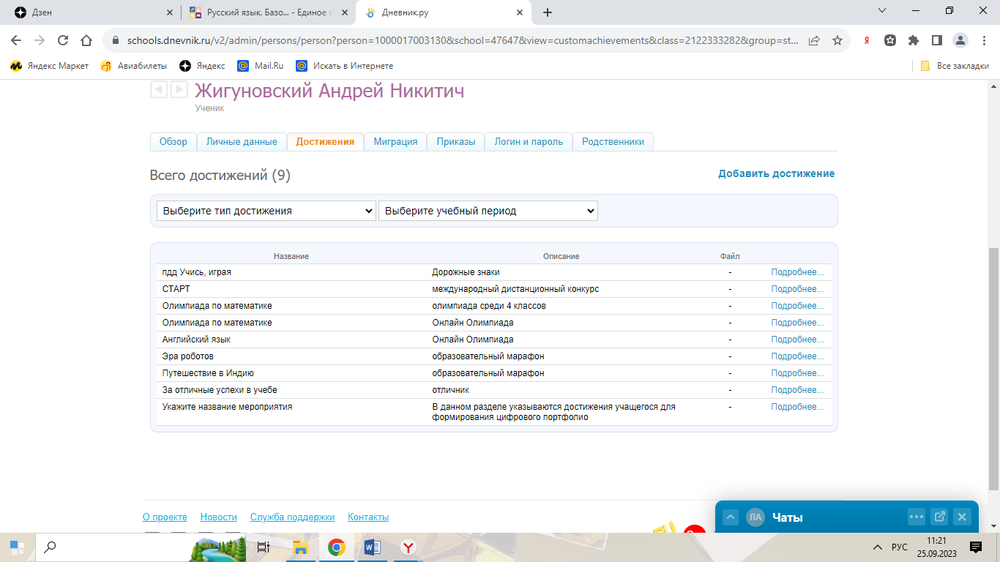 Дзен
Русский язык. Базо... - Единое с
Дневник.ру
schools.dnevnik.ru/v2/admin/persons/person?person=1000017003130&school=47647&view=customachievements&class=2122333282&group=st...
Яндекс Маркет Авиабилеты Яндекс Mail.Ru Искать в Интернете Все закладки
Жигуновский Андрей Никитич
Ученик
Обзор Личные данные Достижения Миграция Приказы Логин и пароль Родственники
Всего достижений (9) Добавить достижение
Выберите тип достижения Выберите учебный период
Название Описание Файл
пдд Учись, играя Дорожные знаки - Подробнее...
СТАРТ международный дистанционный конкурс - Подробнее...
Олимпиада по математике олимпиада среди 4 классов - Подробнее...
Олимпиада по математике Онлайн Олимпиада - Подробнее...
Английский язык Онлайн Олимпиада - Подробнее...
Эра роботов образовательный марафон - Подробнее...
Путешествие в Индию образовательный марафон - Подробнее...
За отличные успехи в учебе отличник - Подробнее...
Укажите название мероприятия В данном разделе указываются достижения учащегося для - Подробнее...
формирования цифрового портфолио
О проекте Новости Служба поддержки Контакты
ЛА Чаты
РУС 11:21
25.09.2023